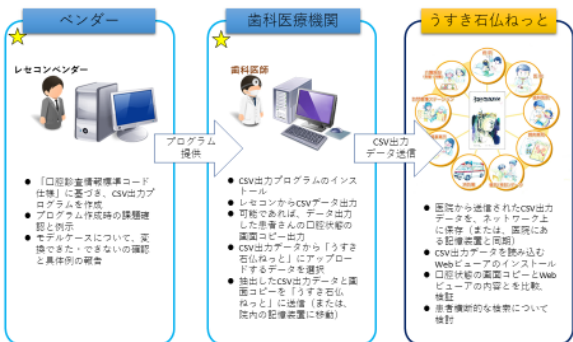 ベンダー
レセコンベンダー
● 「口腔診査情報標準コード
仕様」に基づき、CSV出力プ
ログラムを作成
● プログラム作成時の課題確
認と例示
● モデルケースについて、変
換できた・できないの確認
と具体例の報告
プログラム
提供
歯科医療機関
歯科医師
● CSV出力プログラムのインス
トール
● レセコンからCSVデータ出力
● 可能であれば、データ出力
した患者さんの口腔状態の
画面コピー出力
● CSV出力データから「うすき
石仏ねっと」にアップロー
ドするデータを選択
● 抽出したCSV出力データと画
面コピーを「うすき石仏
ねっと」に送信（または、
院内の記憶装置に移動）
CSV出力
データ送信
うすき石仏ねっと
● 医院から送信されたCSV出力
データを、ネットワーク上
に保存（または、医院にあ
る記憶装置と同期）
● CSV出力データを読み込む
Webビューアのインストール
● 口腔状態の画面コピーとWeb
ビューアの内容とを比較、
検証
● 患者横断的な検索について
検討